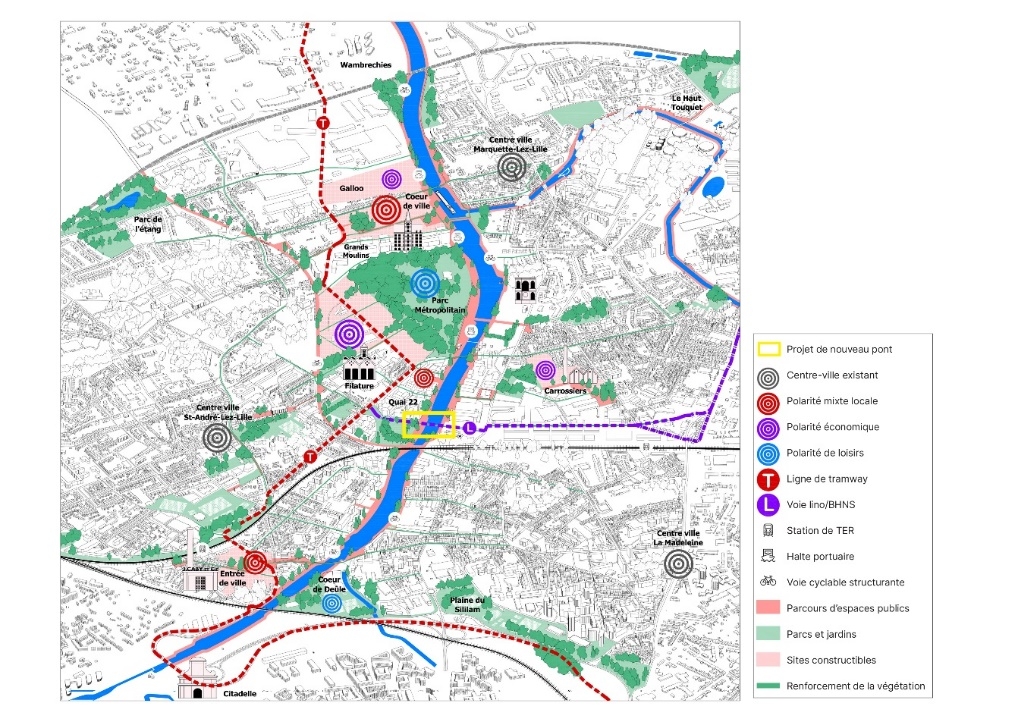 Wambrechies
Le Haut
Touquet
T
Centre ville
Marquette-Lez-Lille
Galloo
Coeur
de ville
Parc de
l'étang
Grands
Moulins
Parc
Métropolitain
Filature
Carrossiers
Quai 22
Centre ville
St-André-Lez-Lille
L
T
Centre ville
La Madeleine
Entrée
de ville
Coeur
de Deûle
Plaine du
Sililam
Citadelle
Projet de nouveau pont
Centre-ville existant
Polarité mixte locale
Polarité économique
Polarité de loisirs
T Ligne de tramway
L Voie lino/BHNS
Station de TER
Halte portuaire
Voie cyclable structurante
Parcours d'espaces publics
Parcs et jardins
Sites constructibles
Renforcement de la végétation